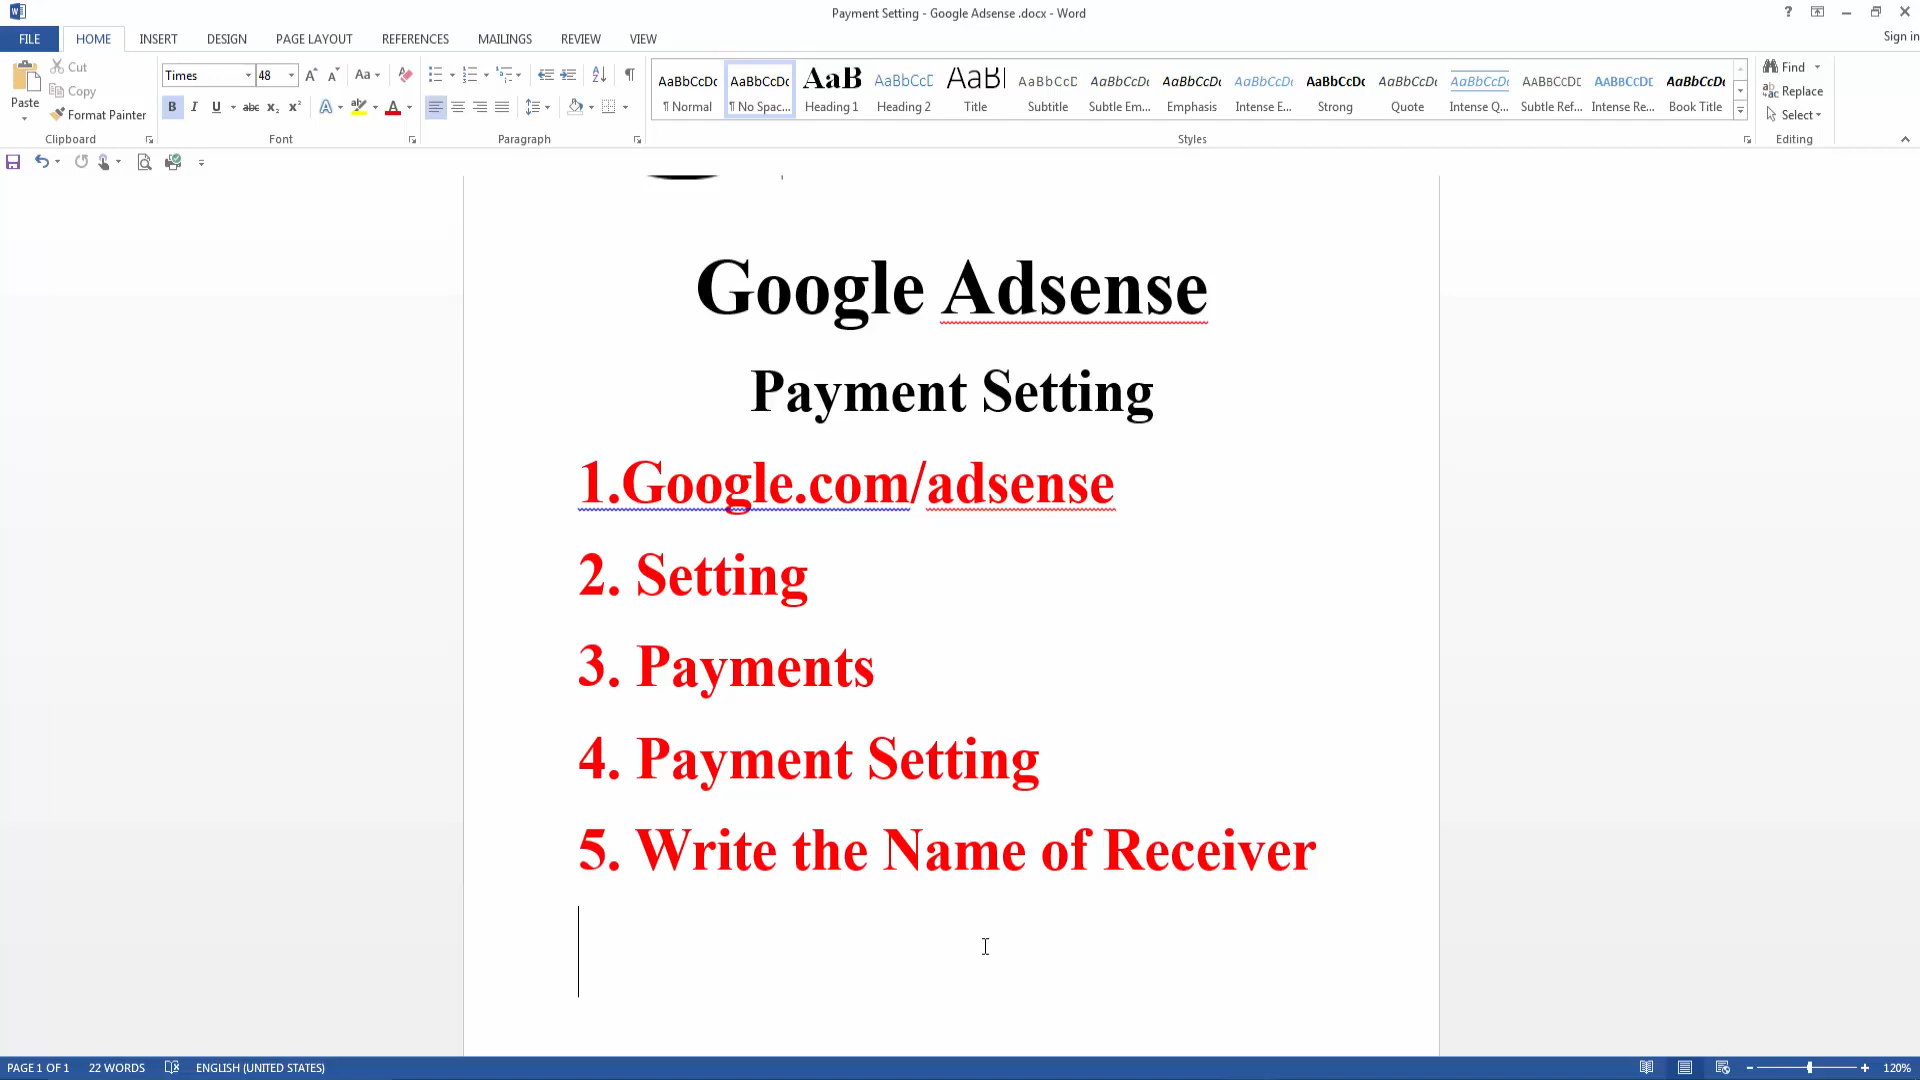 Payment Setting - Google Adsense .docx - Word
Sign in
FILE HOME INSERT DESIGN PAGE LAYOUT REFERENCES MAILINGS REVIEW VIEW
Paste
Cut
Copy
Format Painter
Clipboard
Times 48
Font
Paragraph
AaBbCcDc AaBbCcDc AaB AaBbCcD AaB AaBbCcD AaBbCcDc AaBbCcDc AaBbCcDc AaBbCcDc AaBbCcDc AaBbCcDc AaBbCcDc AaBbCcDc AaBbCcDc
¶ Normal ¶ No Spac... Heading 1 Heading 2 Title Subtitle Subtle Em... Emphasis Intense E... Strong Quote Intense Q... Subtle Ref... Intense Re... Book Title
Styles
Find
Replace
Select
Editing
Google Adsense
Payment Setting
1.Google.com/adsense
2. Setting
3. Payments
4. Payment Setting
5. Write the Name of Receiver
PAGE 1 OF 1 22 WORDS ENGLISH (UNITED STATES) 120%